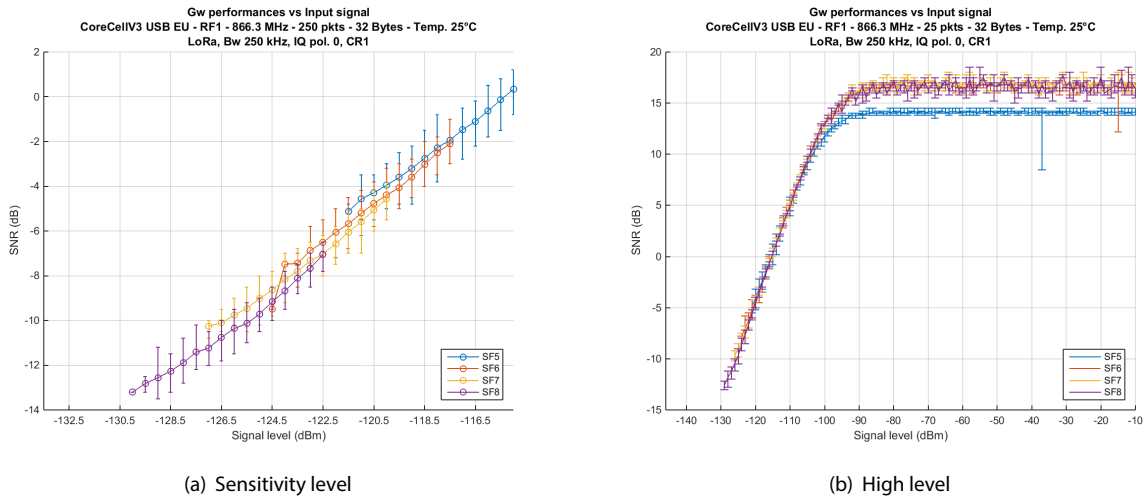 Gw performances vs Input signal
CoreCellV3 USB EU - RF1 - 866.3 MHz - 250 pkts - 32 Bytes - Temp. 25°C
LoRa, Bw 250 kHz, IQ pol. 0, CR1
2
0
-2
-4
-6
-8
-10
-12
-14
SNR (dB)
-132.5
-130.5
-128.5
-126.5
-124.5
-122.5
-120.5
-118.5
-116.5
Signal level (dBm)
SF5
SF6
SF7
SF8
(a) Sensitivity level
Gw performances vs Input signal
CoreCellV3 USB EU - RF1 - 866.3 MHz - 25 pkts - 32 Bytes - Temp. 25°C
LoRa, Bw 250 kHz, IQ pol. 0, CR1
20
15
10
5
0
-5
-10
-15
SNR (dB)
-140
-130
-120
-110
-100
-90
-80
-70
-60
-50
-40
-30
-20
-10
Signal level (dBm)
SF5
SF6
SF7
SF8
(b) High level